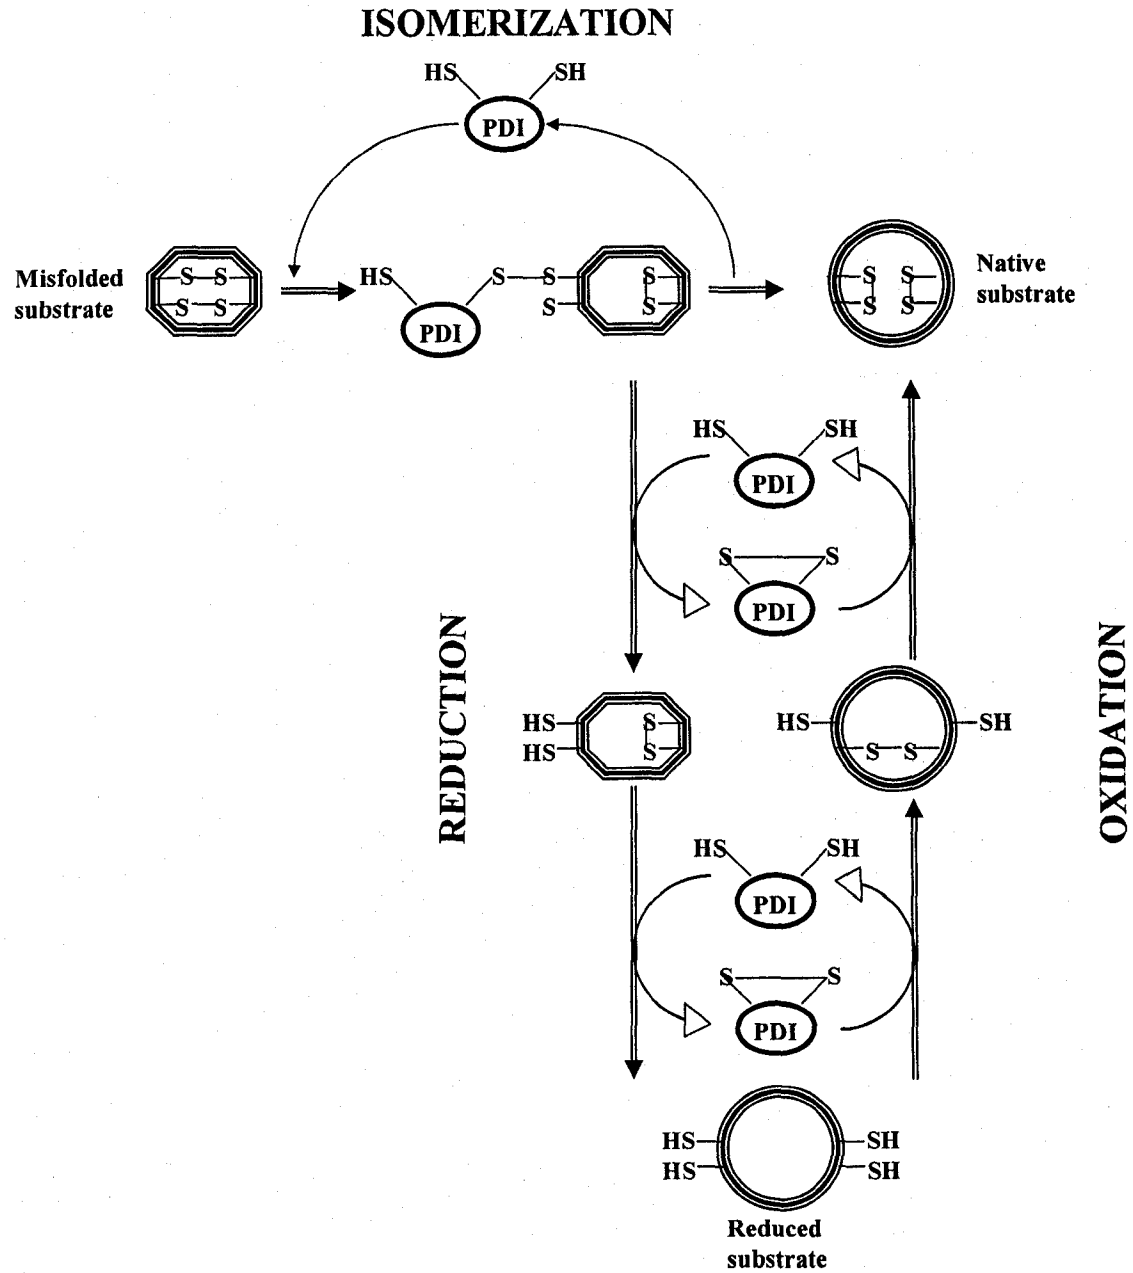 ISOMERIZATION
HS SH
PDI
Misfolded
substrate
S S
S S
HS
PDI
S S
S
S
S
S S
S S
Native
substrate
HS SH
PDI
S S
PDI
REDUCTION
OXIDATION
HS
HS
S
S
HS SH
S S
HS SH
PDI
S S
PDI
HS SH
HS SH
Reduced
substrate